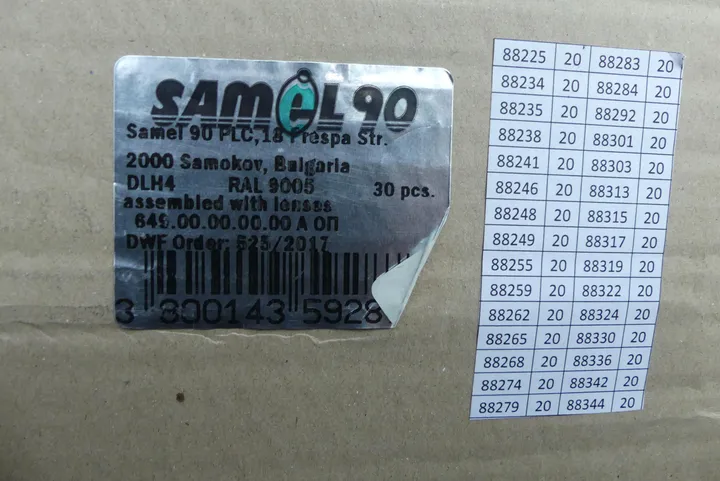 SAMeL 90
Samel 90 PLC,18 Prespa Str.
2000 Samokov, Bulgaria
DLH4 RAL 9005 30 pcs.
assembled with lenses
649.00.00.00.00 А ОП
DWF Order: 523/2017
3 800143 5928
88225 20 88283 20
88234 20 88284 20
88235 20 88292 20
88238 20 88301 20
88241 20 88303 20
88246 20 88313 20
88248 20 88315 20
88249 20 88317 20
88255 20 88319 20
88259 20 88322 20
88262 20 88324 20
88265 20 88330 20
88268 20 88336 20
88274 20 88342 20
88279 20 88344 20